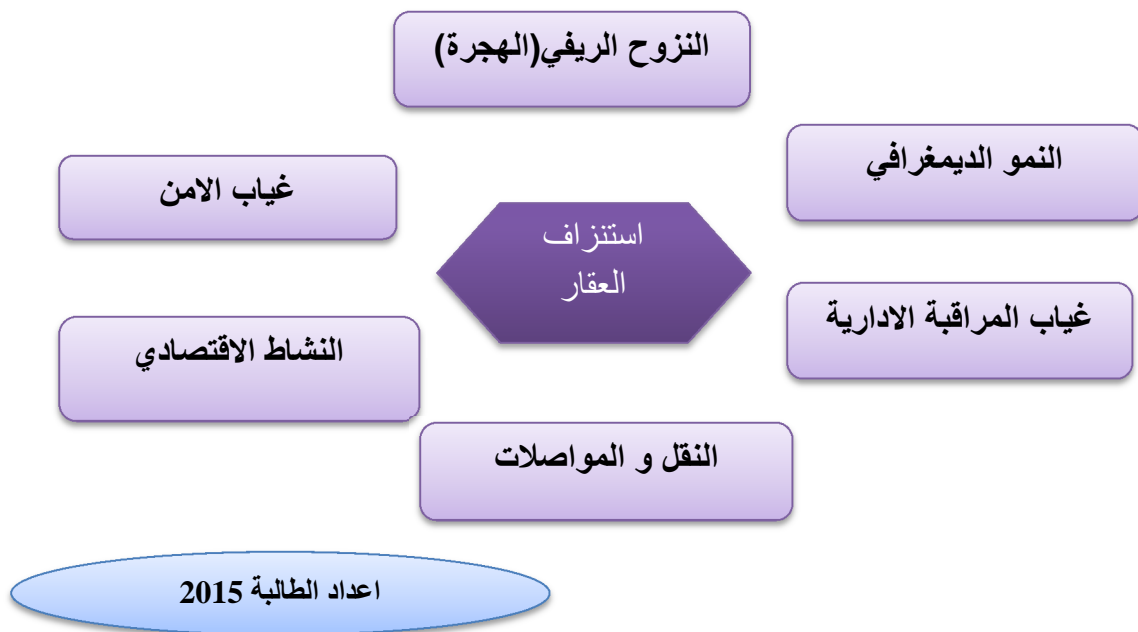 النزوح الريفي(الهجرة)
النمو الديمغرافي
غياب الامن
استنزاف
العقار
غياب المراقبة الادارية
النشاط الاقتصادي
النقل و المواصلات
اعداد الطالبة 2015